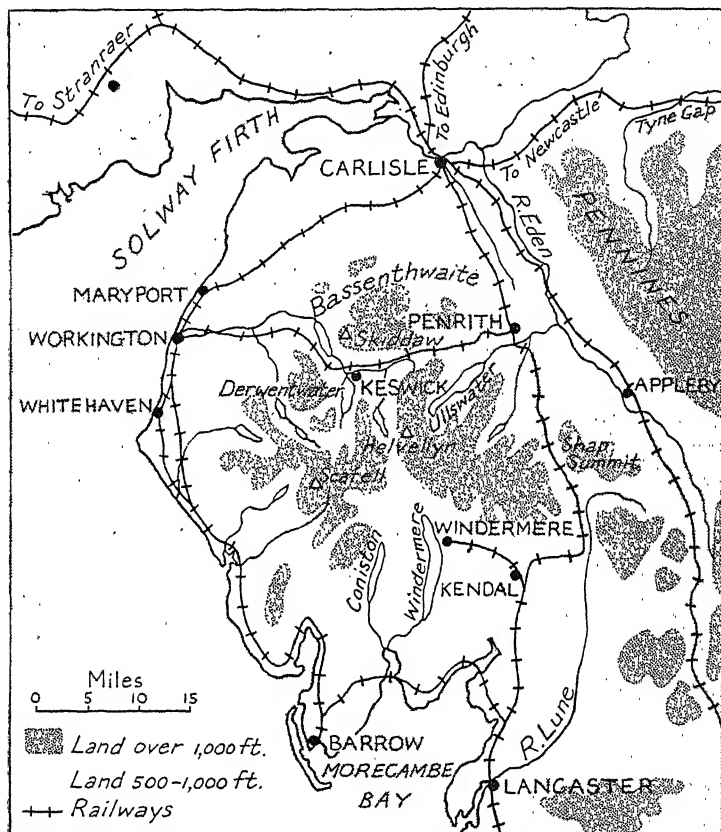 To Stranraer
To Edinburgh
To Newcastle
Tyne Gap
SOLWAY FIRTH
CARLISLE
R. Eden
PENNINES
MARYPORT
Bassenthwaite
WORKINGTON
Skiddaw
PENRITH
WHITEHAVEN
Derwentwater
KESWICK
Ullswater
APPLEBY
Helvellyn
Shap
Summit
Scafell
WINDERMERE
Coniston
Windermere
KENDAL
Miles
0 5 10 15
R. Lune
Land over 1,000 ft.
Land 500-1,000 ft.
Railways
BARROW
MORECAMBE
BAY
LANCASTER